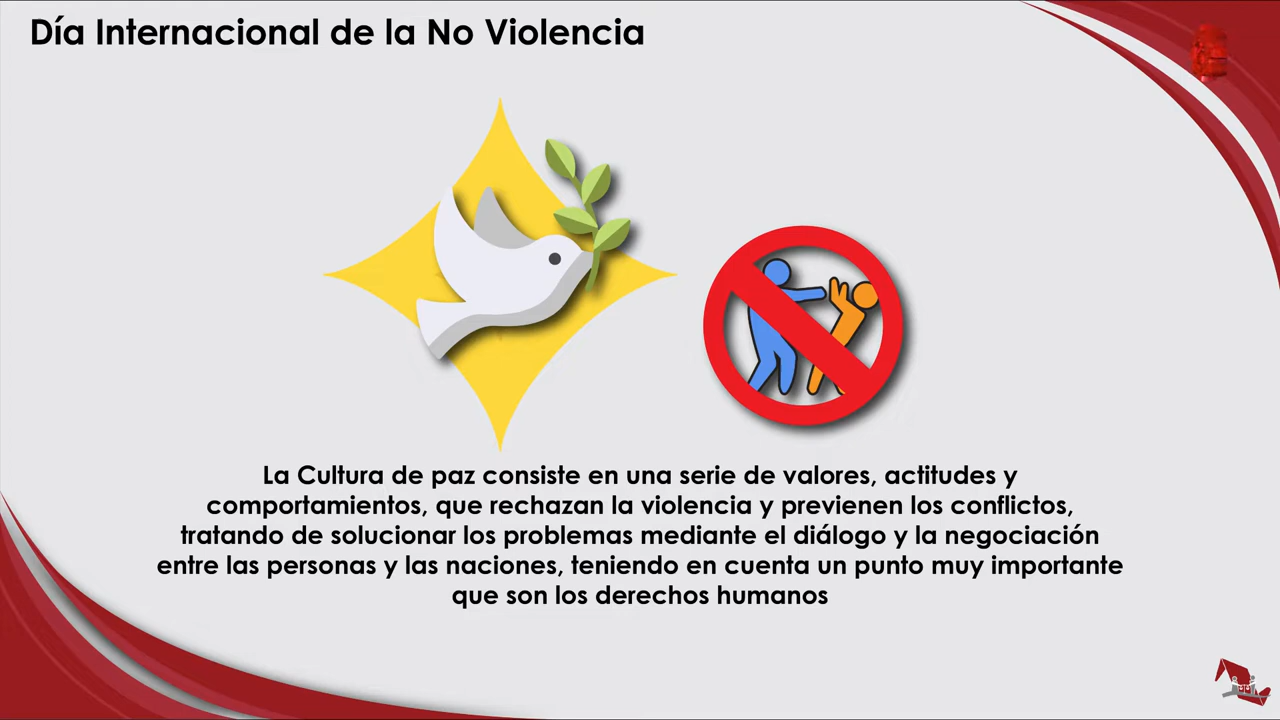 Día Internacional de la No Violencia
La Cultura de paz consiste en una serie de valores, actitudes y
comportamientos, que rechazan la violencia y previenen los conflictos,
tratando de solucionar los problemas mediante el diálogo y la negociación
entre las personas y las naciones, teniendo en cuenta un punto muy importante
que son los derechos humanos